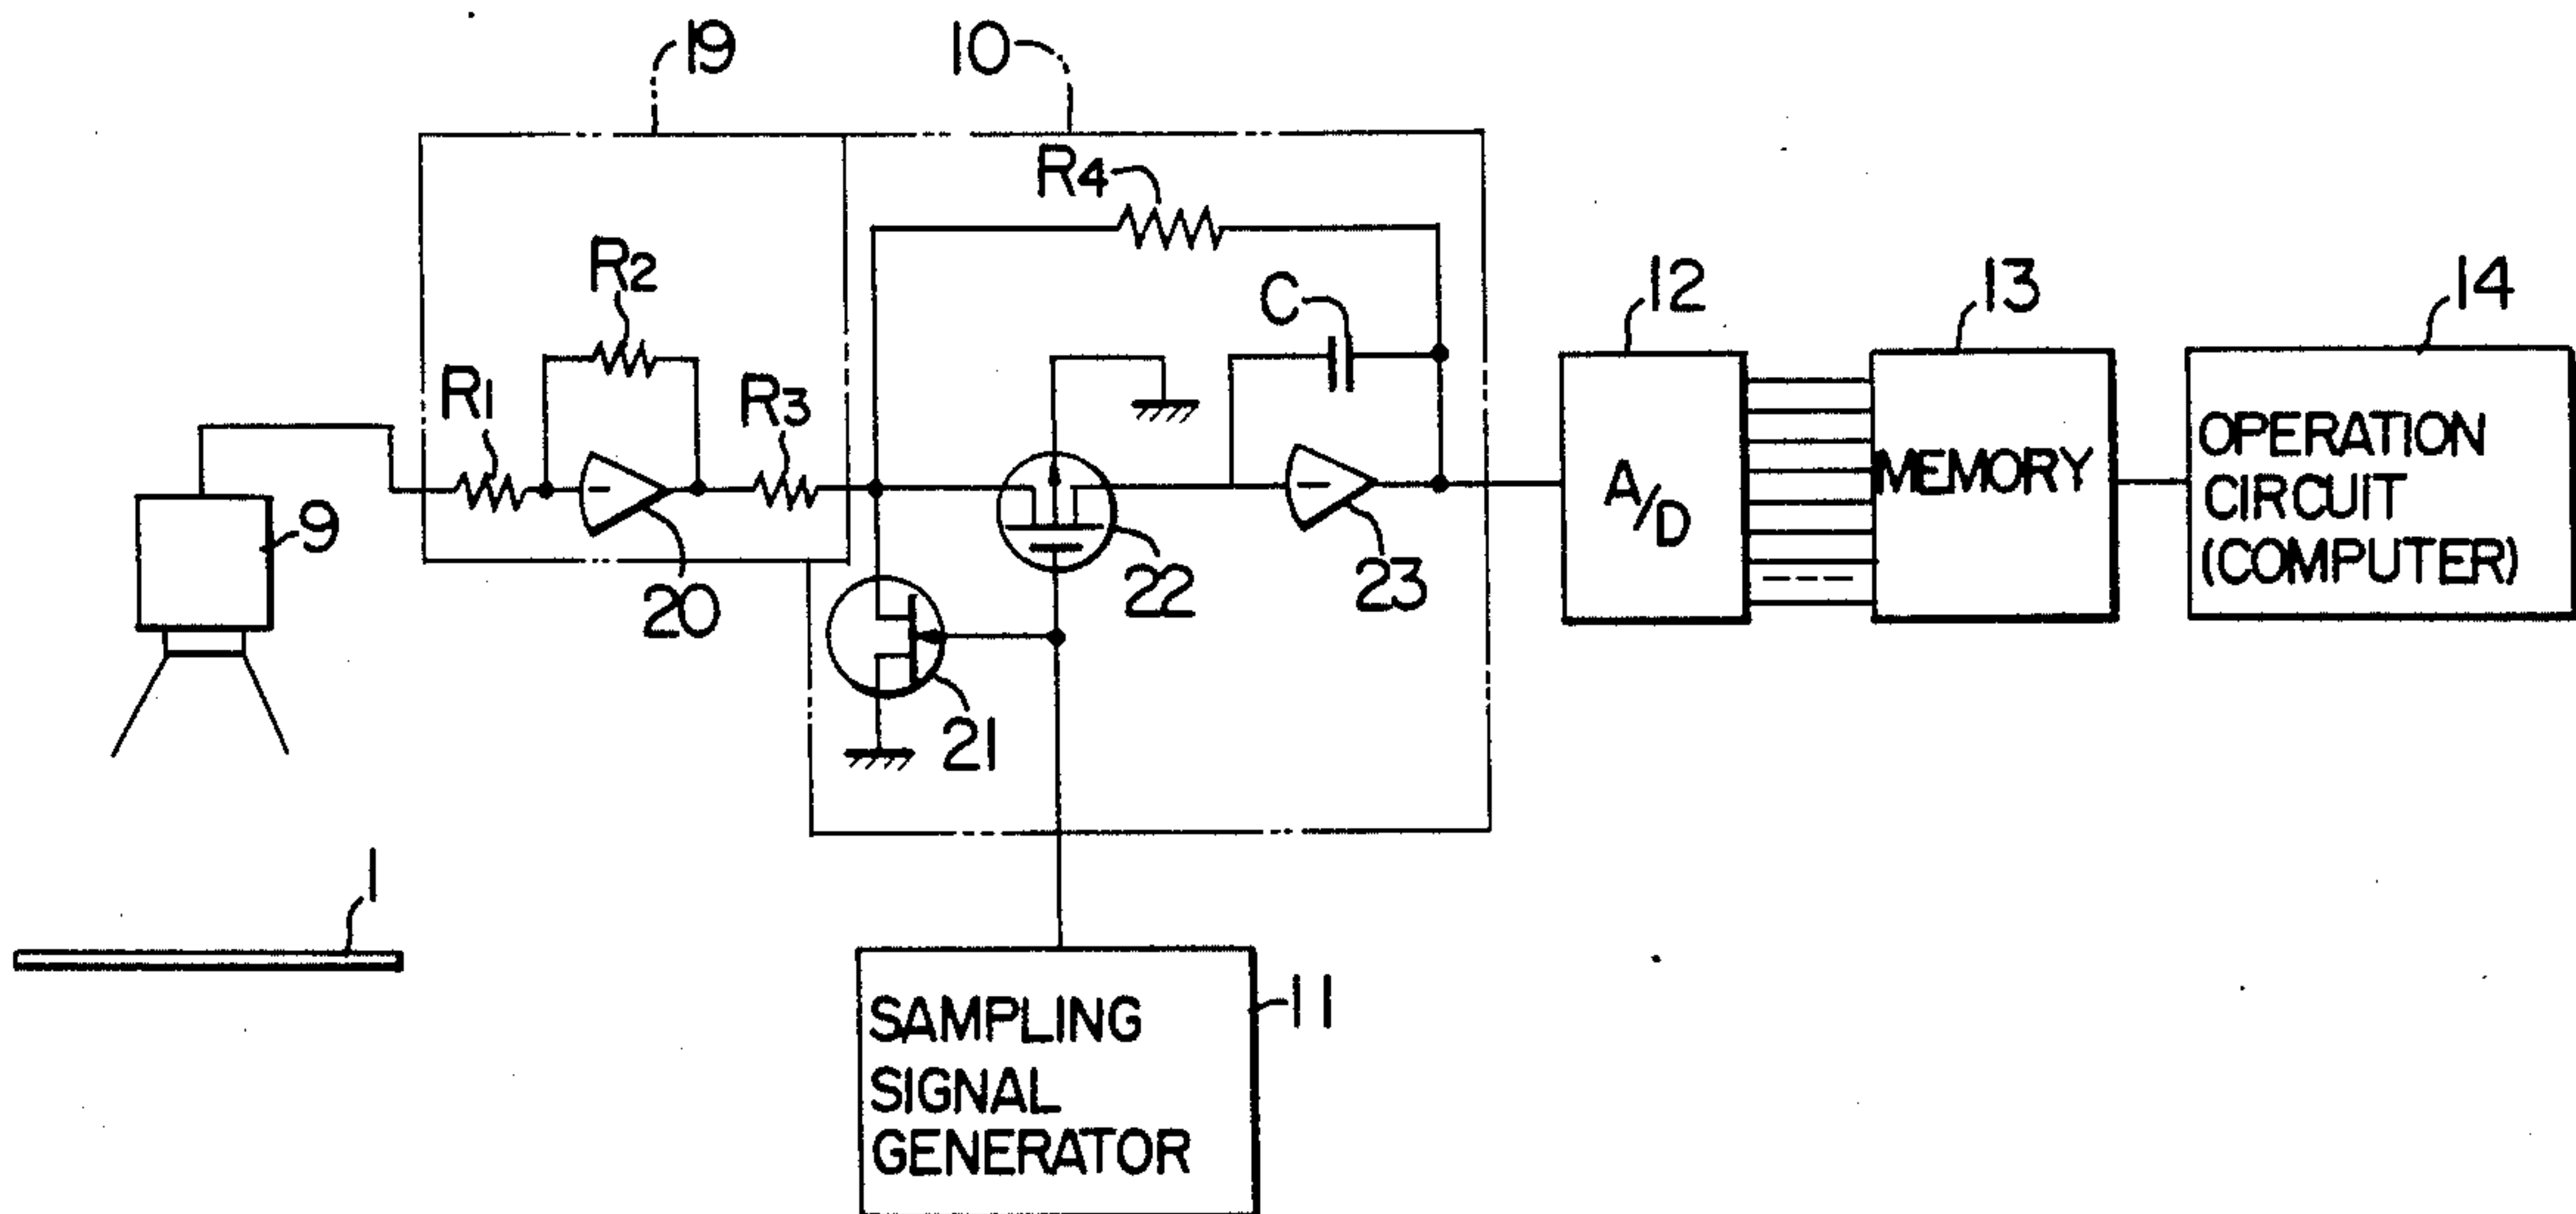 19
10
R4
R2
C
12
13
14
R1
R3
9
A/D
MEMORY
OPERATION
CIRCUIT
(COMPUTER)
20
22
23
21
1
11
SAMPLING
SIGNAL
GENERATOR